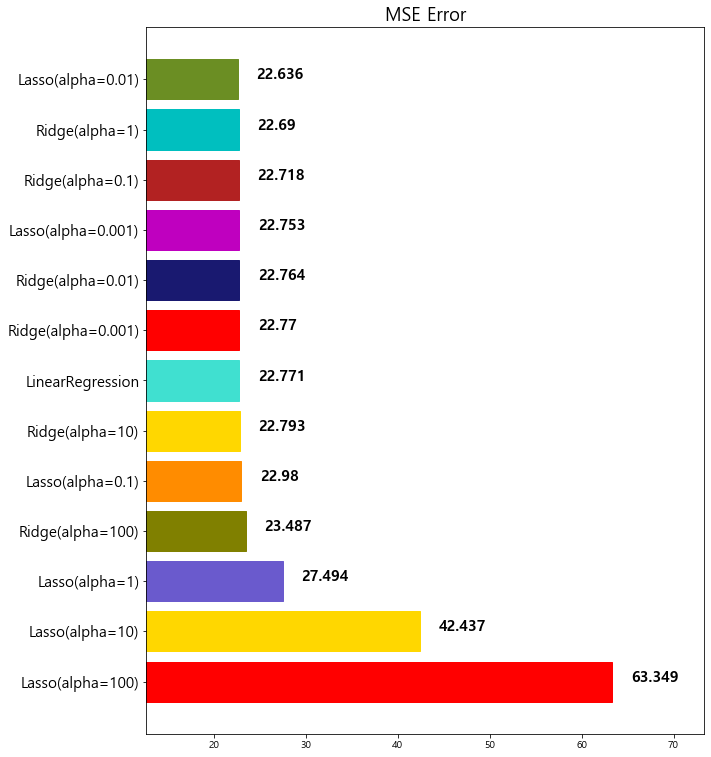 MSE Error
Lasso(alpha=0.01) 22.636
Ridge(alpha=1) 22.69
Ridge(alpha=0.1) 22.718
Lasso(alpha=0.001) 22.753
Ridge(alpha=0.01) 22.764
Ridge(alpha=0.001) 22.77
LinearRegression 22.771
Ridge(alpha=10) 22.793
Lasso(alpha=0.1) 22.98
Ridge(alpha=100) 23.487
Lasso(alpha=1) 27.494
Lasso(alpha=10) 42.437
Lasso(alpha=100) 63.349
20 30 40 50 60 70